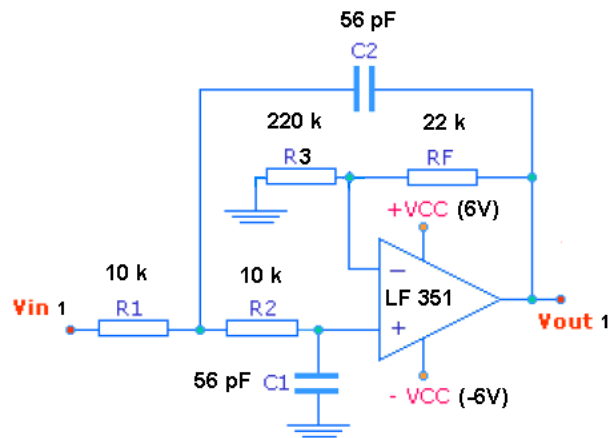 56 pF
C2
220 k
22 k
R3
RF
+VCC (6V)
10 k
10 k
LF 351
Vin 1
R1
R2
−
+
Vout 1
56 pF
C1
- VCC (-6V)